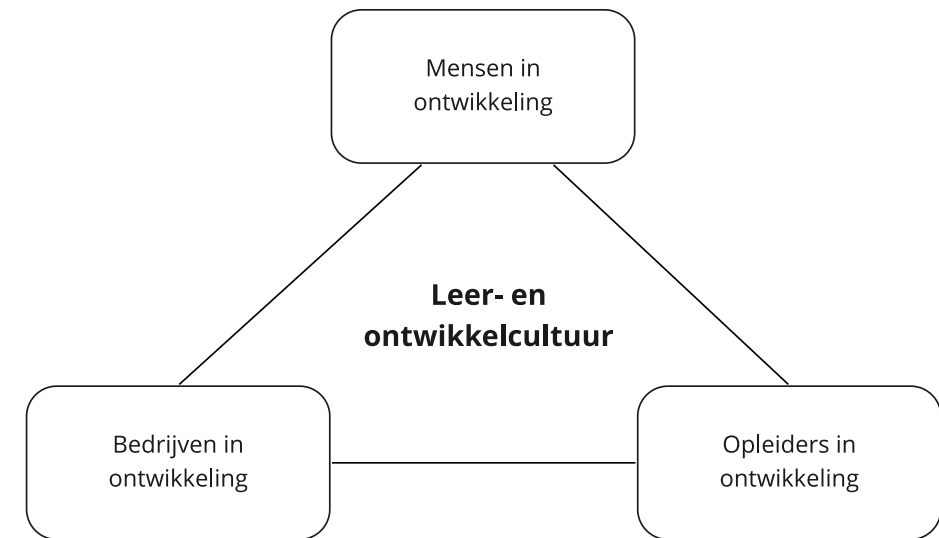 Mensen in
ontwikkeling
Leer- en
ontwikkelcultuur
Bedrijven in
ontwikkeling
Opleiders in
ontwikkeling